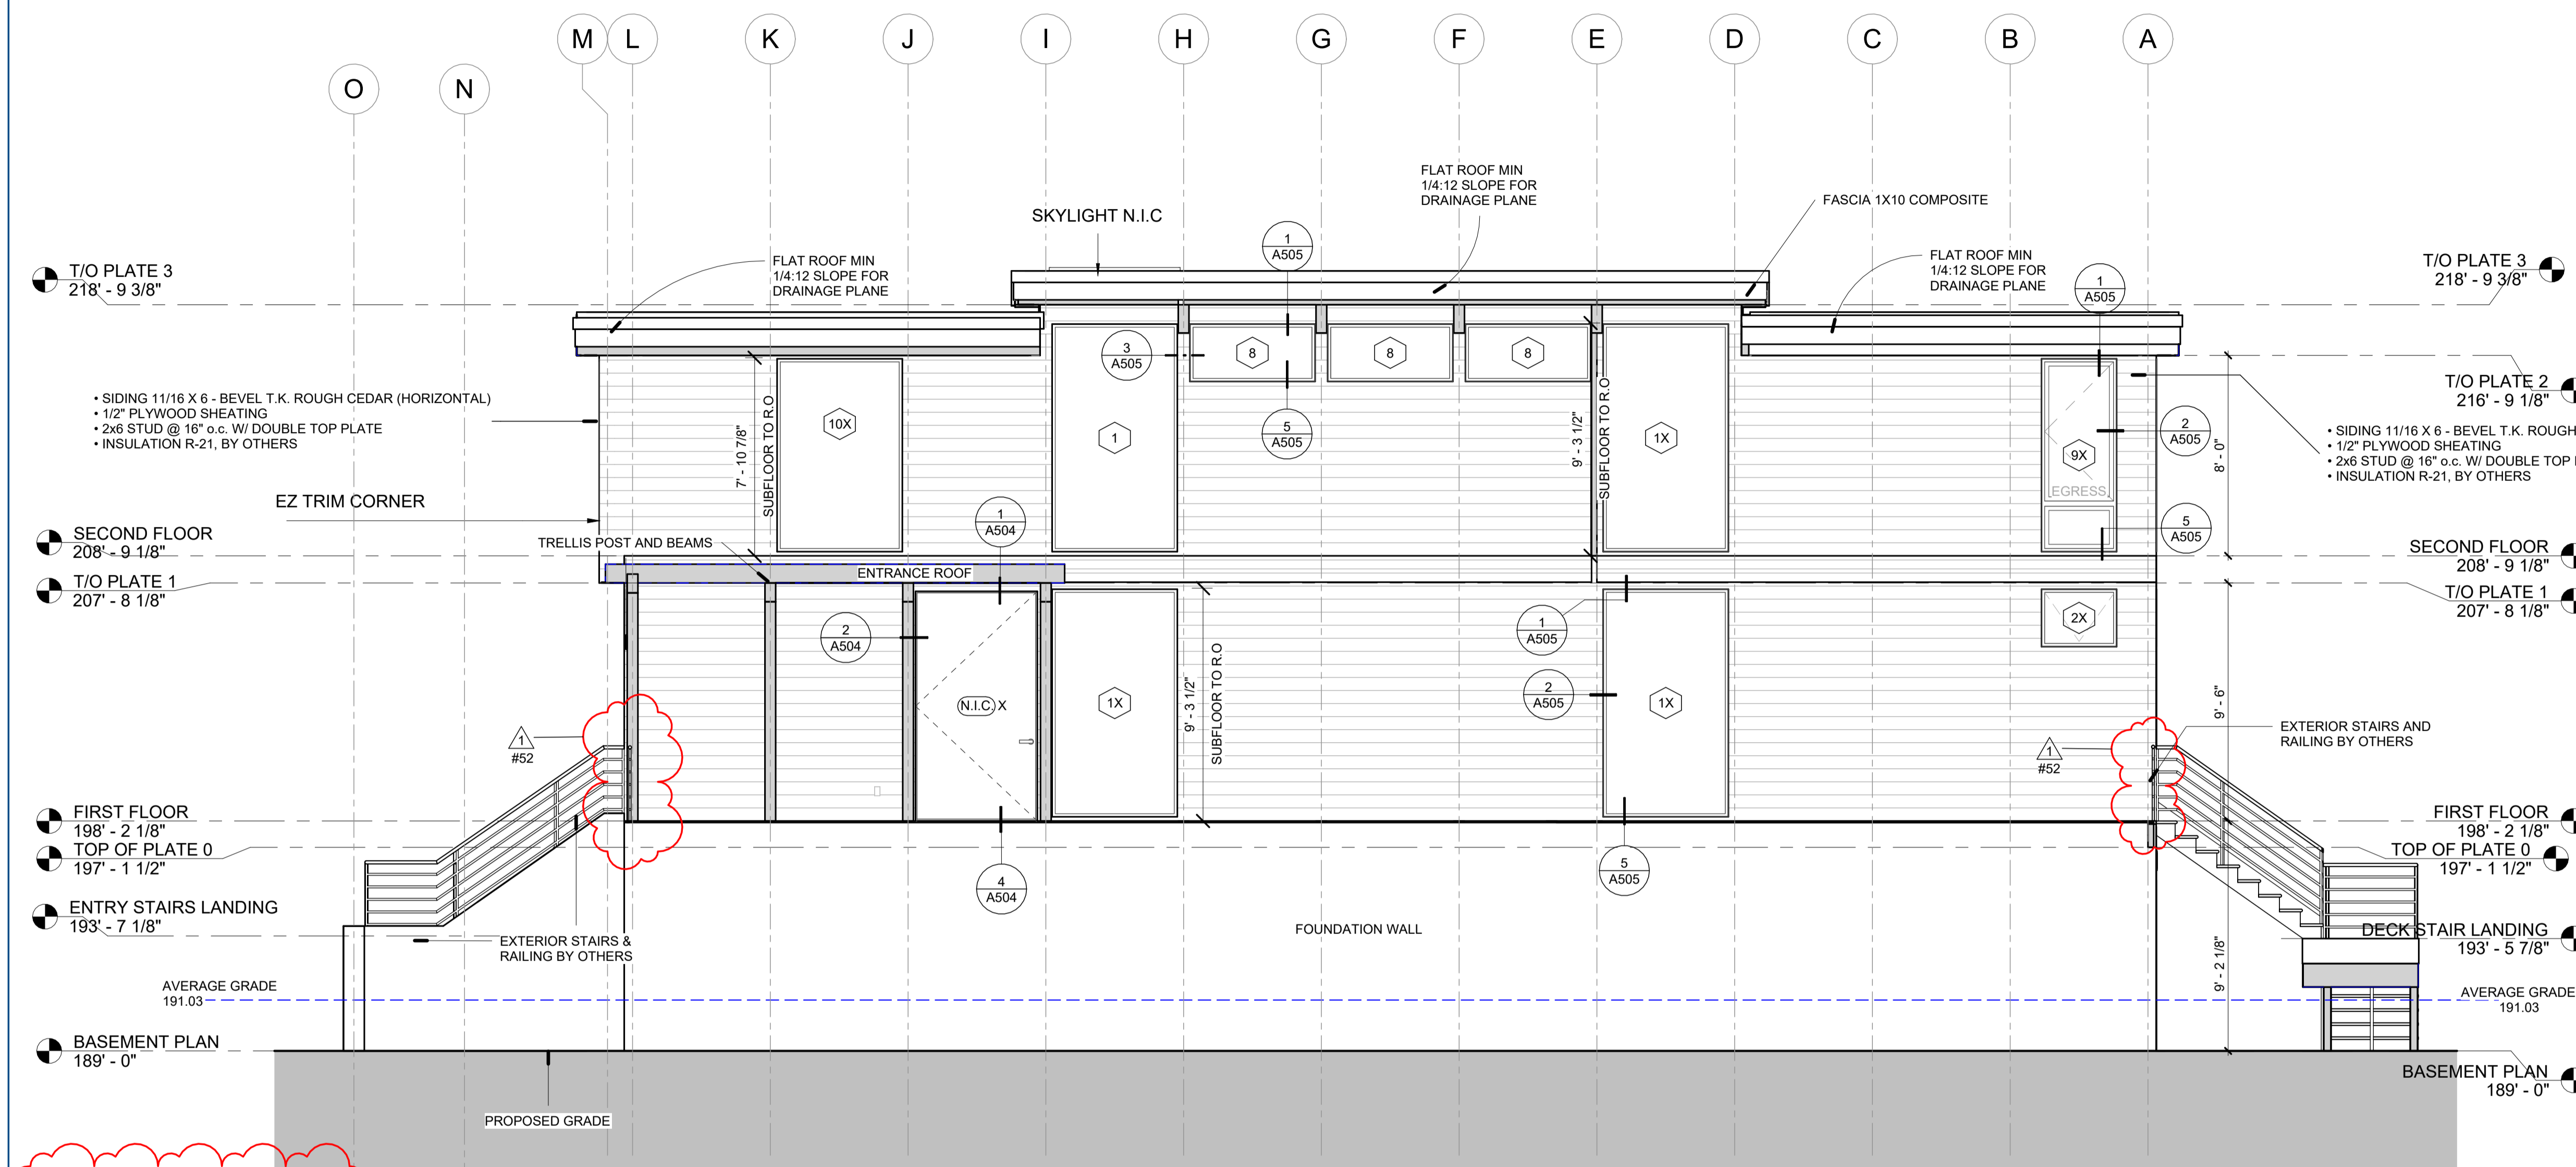 M
L
K
J
I
H
G
F
E
D
C
B
A
O
N
FLAT ROOF MIN
1/4:12 SLOPE FOR
DRAINAGE PLANE
FASCIA 1X10 COMPOSITE
SKYLIGHT N.I.C
1
A505
FLAT ROOF MIN
1/4:12 SLOPE FOR
DRAINAGE PLANE
FLAT ROOF MIN
1/4:12 SLOPE FOR
DRAINAGE PLANE
1
A505
T/O PLATE 3
218' - 9 3/8"
T/O PLATE 3
218' - 9 3/8"
3
A505
8
8
8
T/O PLATE 2
216' - 9 1/8"
• SIDING 11/16 X 6 - BEVEL T.K. ROUGH CEDAR (HORIZONTAL)
• 1/2" PLYWOOD SHEATING
• 2x6 STUD @ 16" o.c. W/ DOUBLE TOP PLATE
• INSULATION R-21, BY OTHERS
7' - 10 7/8"
SUBFLOOR TO R.O
10X
1
5
A505
9' - 3 1/2"
SUBFLOOR TO R.O
1X
9X
EGRESS
2
A505
8' - 0"
• SIDING 11/16 X 6 - BEVEL T.K. ROUGH
• 1/2" PLYWOOD SHEATING
• 2x6 STUD @ 16" o.c. W/ DOUBLE TOP
• INSULATION R-21, BY OTHERS
EZ TRIM CORNER
1
A504
5
A505
SECOND FLOOR
208' - 9 1/8"
TRELLIS POST AND BEAMS
SECOND FLOOR
208' - 9 1/8"
ENTRANCE ROOF
T/O PLATE 1
207' - 8 1/8"
T/O PLATE 1
207' - 8 1/8"
2
A504
1
A505
2X
N.I.C. X
1X
9' - 3 1/2"
SUBFLOOR TO R.O
2
A505
1X
9' - 6"
1
#52
1
#52
EXTERIOR STAIRS AND
RAILING BY OTHERS
FIRST FLOOR
198' - 2 1/8"
FIRST FLOOR
198' - 2 1/8"
TOP OF PLATE 0
197' - 1 1/2"
TOP OF PLATE 0
197' - 1 1/2"
4
A504
5
A505
ENTRY STAIRS LANDING
193' - 7 1/8"
FOUNDATION WALL
DECK STAIR LANDING
193' - 5 7/8"
EXTERIOR STAIRS &
RAILING BY OTHERS
9' - 2 1/8"
AVERAGE GRADE
191.03
AVERAGE GRADE
191.03
BASEMENT PLAN
189' - 0"
BASEMENT PLAN
189' - 0"
PROPOSED GRADE